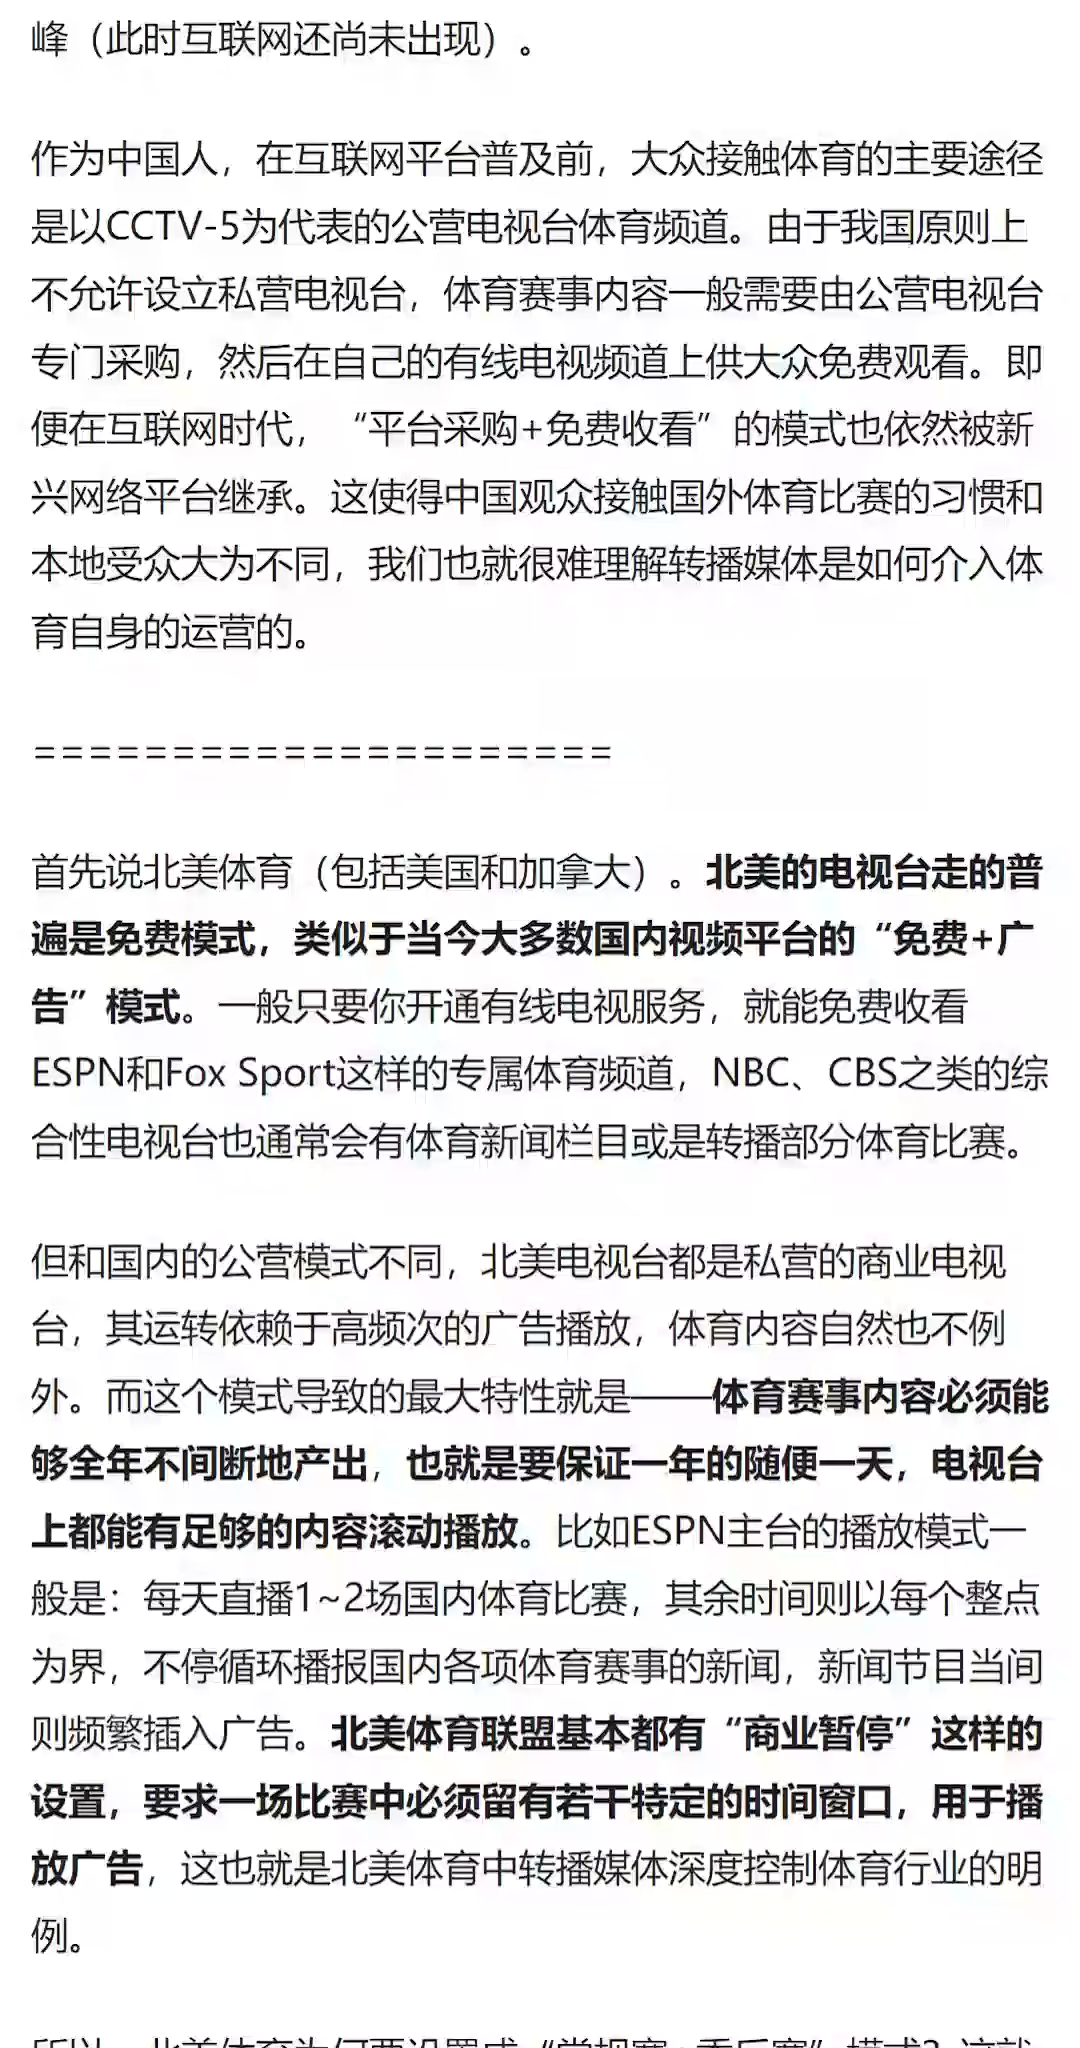 峰（此时互联网还尚未出现）。
作为中国人，在互联网平台普及前，大众接触体育的主要途径
是以CCTV-5为代表的公营电视台体育频道。由于我国原则上
不允许设立私营电视台，体育赛事内容一般需要由公营电视台
专门采购，然后在自己的有线电视频道上供大众免费观看。即
便在互联网时代，“平台采购+免费收看”的模式也依然被新
兴网络平台继承。这使得中国观众接触国外体育比赛的习惯和
本地受众大为不同，我们也就很难理解转播媒体是如何介入体
育自身的运营的。
=====================
首先说北美体育（包括美国和加拿大）。北美的电视台走的普
遍是免费模式，类似于当今大多数国内视频平台的“免费+广
告”模式。一般只要你开通有线电视服务，就能免费收看
ESPN和Fox Sport这样的专属体育频道，NBC、CBS之类的综
合性电视台也通常会有体育新闻栏目或是转播部分体育比赛。
但和国内的公营模式不同，北美电视台都是私营的商业电视
台，其运转依赖于高频次的广告播放，体育内容自然也不例
外。而这个模式导致的最大特性就是——体育赛事内容必须能
够全年不间断地产出，也就是要保证一年的随便一天，电视台
上都能有足够的内容滚动播放。比如ESPN主台的播放模式一
般是：每天直播1~2场国内体育比赛，其余时间则以每个整点
为界，不停循环播报国内各项体育赛事的新闻，新闻节目当间
则频繁插入广告。北美体育联盟基本都有“商业暂停”这样的
设置，要求一场比赛中必须留有若干特定的时间窗口，用于播
放广告，这也就是北美体育中转播媒体深度控制体育行业的明
例。